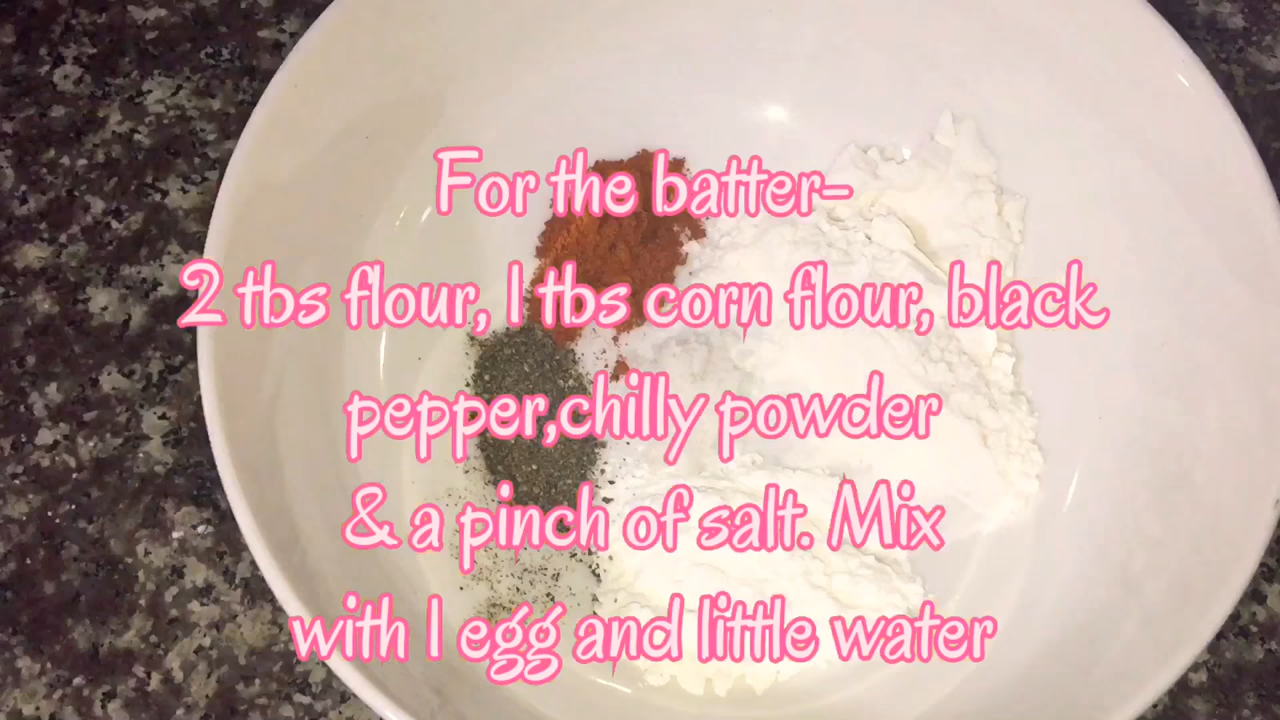 For the batter-
2 tbs flour, 1 tbs corn flour, black
pepper,chilly powder
& a pinch of salt. Mix
with 1 egg and little water